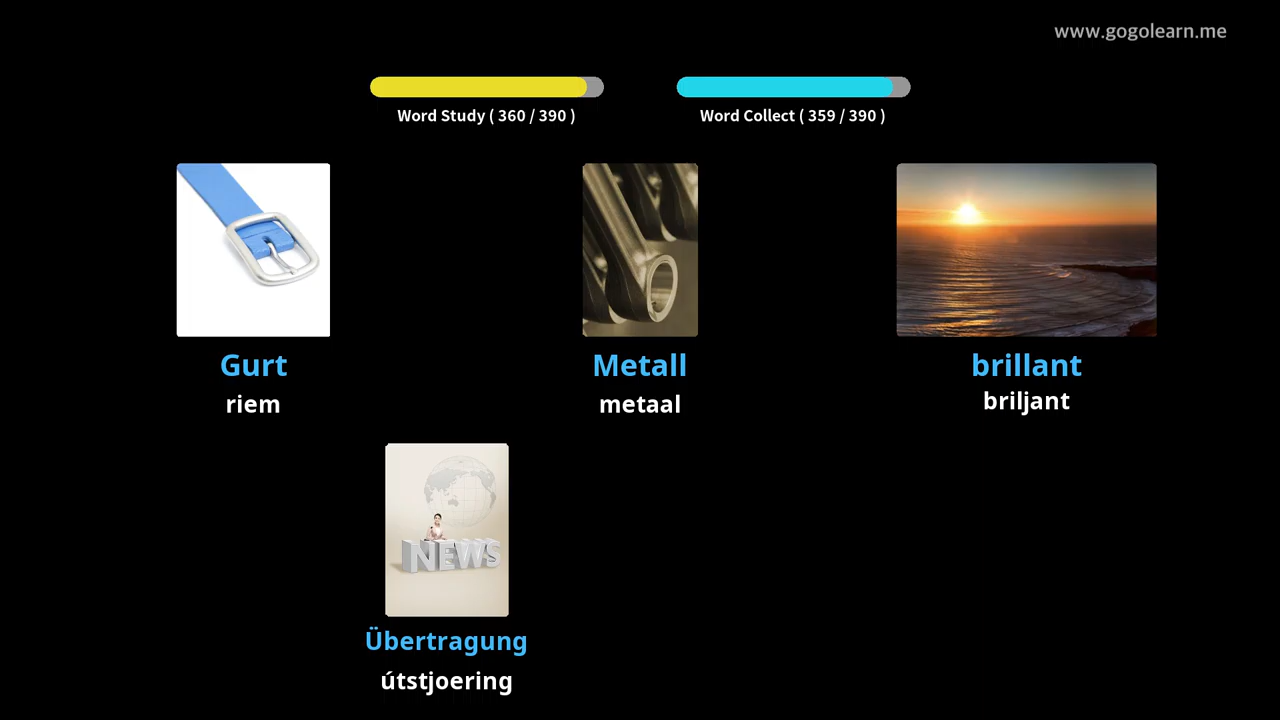 www.gogolearn.me
Word Study ( 360 / 390 )
Word Collect ( 359 / 390 )
Gurt
riem
Metall
metaal
brillant
briljant
NEWS
Übertragung
útstjoering